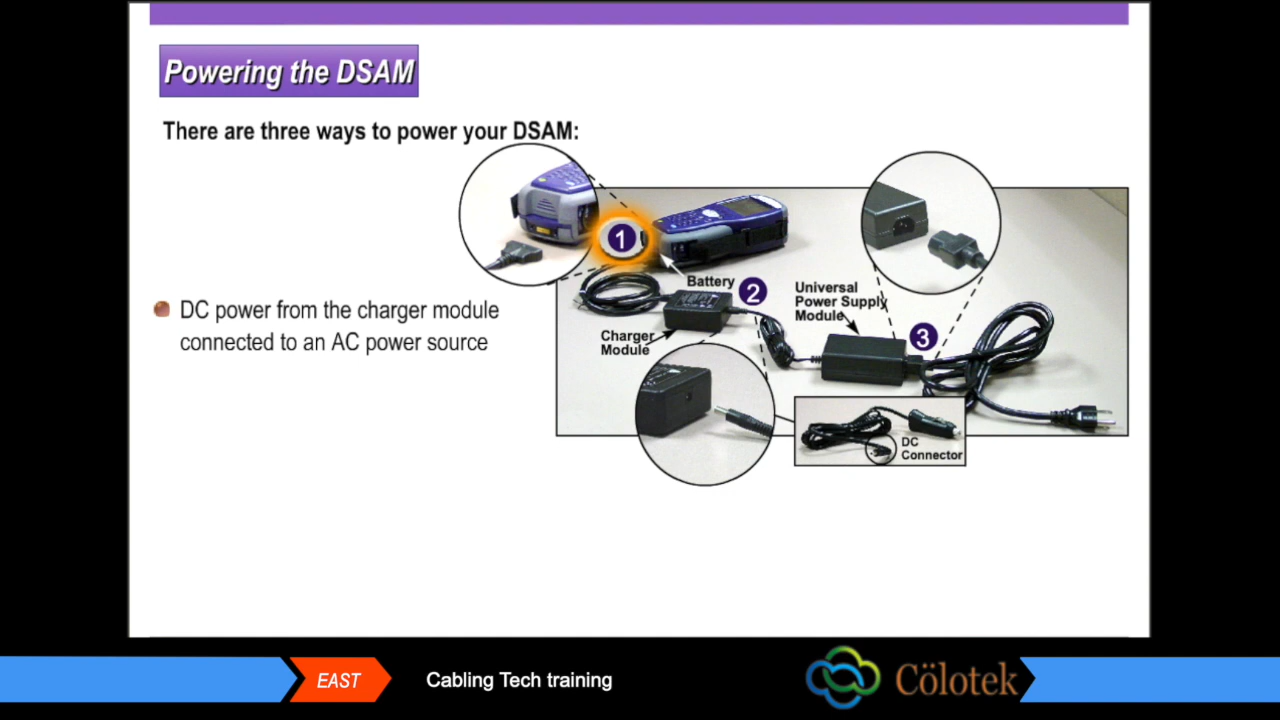 Powering the DSAM
There are three ways to power your DSAM:
DC power from the charger module
connected to an AC power source
1
Battery
2
Charger
Module
Universal
Power Supply
Module
3
DC
Connector
EAST
Cabling Tech training
Cölotek